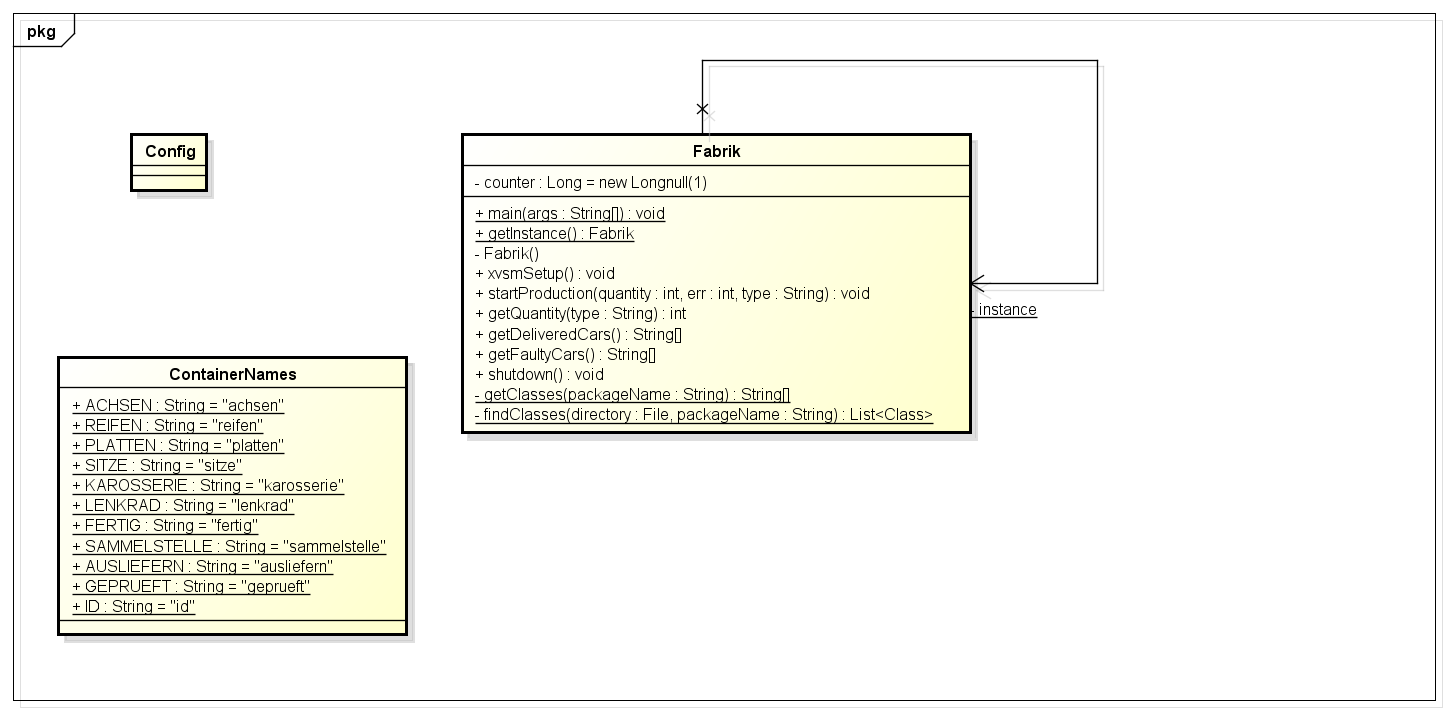 pkg
Config
Fabrik
- counter : Long = new Longnull(1)
+ main(args : String[]) : void
+ getInstance() : Fabrik
- Fabrik()
+ xvsmSetup() : void
+ startProduction(quantity : int, err : int, type : String) : void
+ getQuantity(type : String) : int
+ getDeliveredCars() : String[]
+ getFaultyCars() : String[]
+ shutdown() : void
- getClasses(packageName : String) : String[]
- findClasses(directory : File, packageName : String) : List<Class>
- instance
ContainerNames
+ ACHSEN : String = "achsen"
+ REIFEN : String = "reifen"
+ PLATTEN : String = "platten"
+ SITZE : String = "sitze"
+ KAROSSERIE : String = "karosserie"
+ LENKRAD : String = "lenkrad"
+ FERTIG : String = "fertig"
+ SAMMELSTELLE : String = "sammelstelle"
+ AUSLIEFERN : String = "ausliefern"
+ GEPRUEFT : String = "geprueft"
+ ID : String = "id"